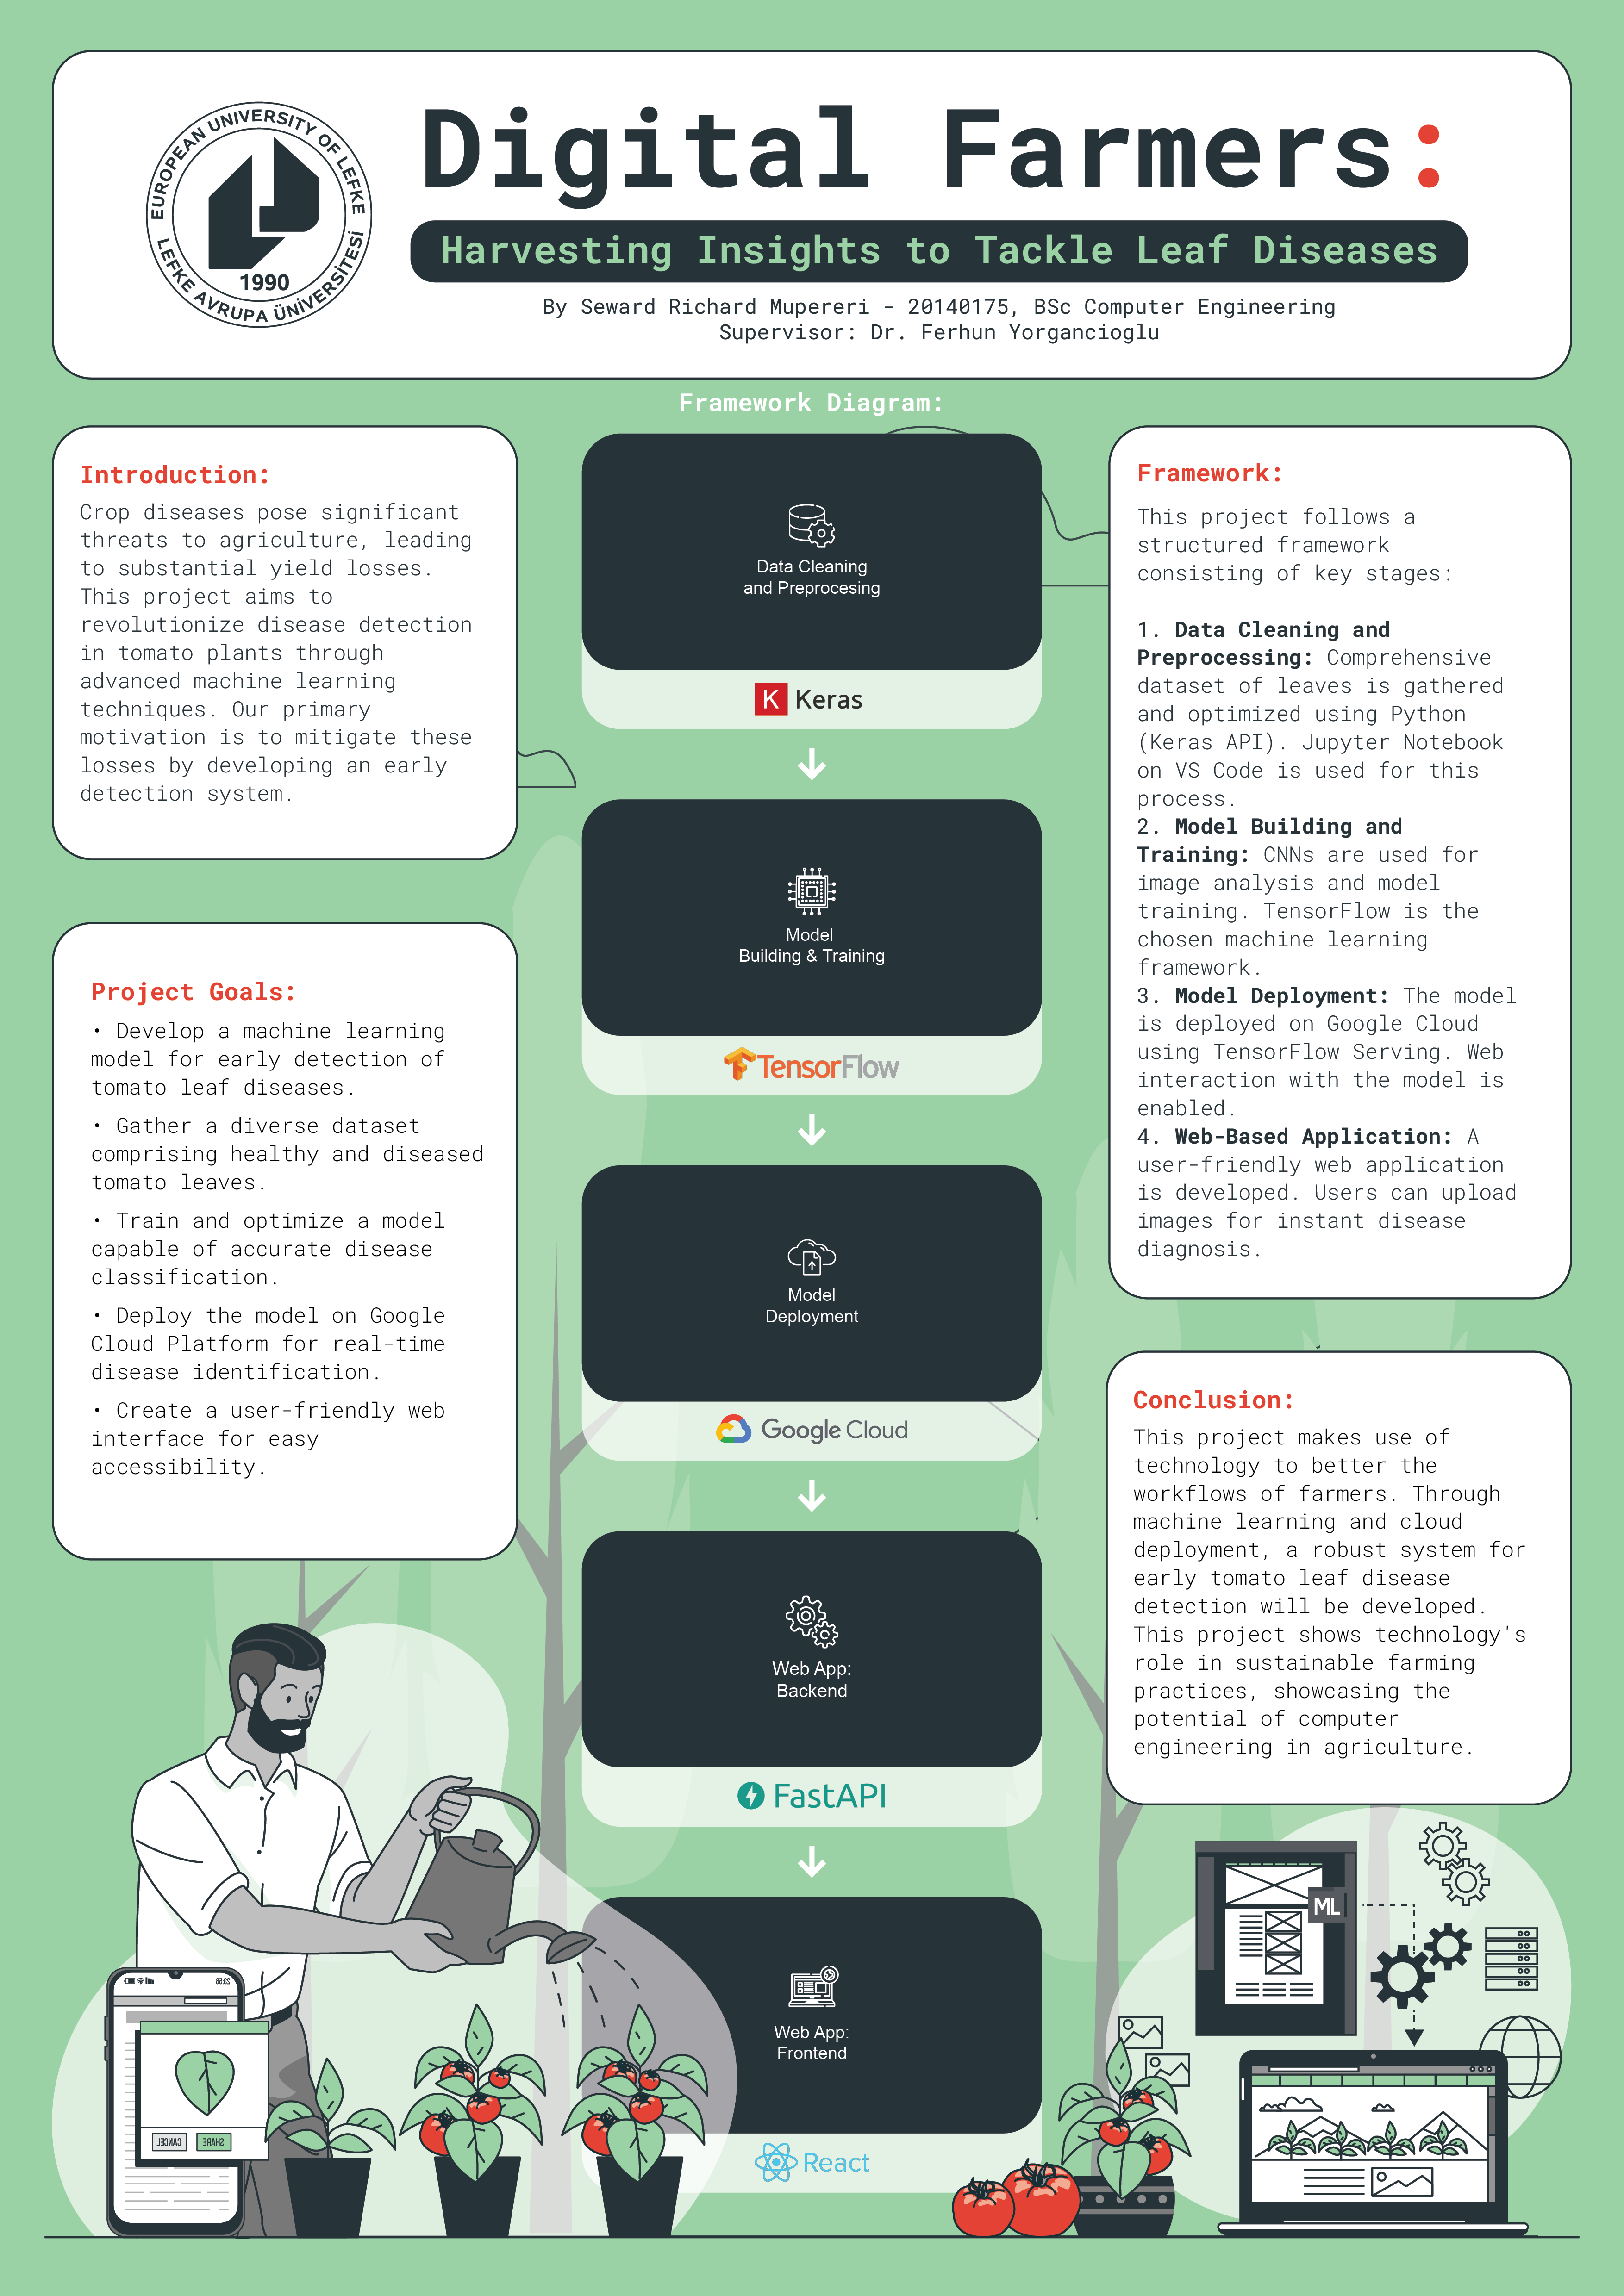 EUROPEAN UNIVERSITY OF LEFKE
1990
LEFKE AVRUPA ÜNİVERSİTESİ
Digital Farmers:
Harvesting Insights to Tackle Leaf Diseases
By Seward Richard Mupereri - 20140175, BSc Computer Engineering
Supervisor: Dr. Ferhun Yorgancioglu
Introduction:
Crop diseases pose significant
threats to agriculture, leading
to substantial yield losses.
This project aims to
revolutionize disease detection
in tomato plants through
advanced machine learning
techniques. Our primary
motivation is to mitigate these
losses by developing an early
detection system.
Project Goals:
• Develop a machine learning
model for early detection of
tomato leaf diseases.
• Gather a diverse dataset
comprising healthy and diseased
tomato leaves.
• Train and optimize a model
capable of accurate disease
classification.
• Deploy the model on Google
Cloud Platform for real-time
disease identification.
• Create a user-friendly web
interface for easy
accessibility.
Framework Diagram:
Data Cleaning
and Preprocesing
K Keras
Model
Building & Training
TensorFlow
Model
Deployment
Google Cloud
Web App:
Backend
FastAPI
Web App:
Frontend
React
Framework:
This project follows a
structured framework
consisting of key stages:
1. Data Cleaning and
Preprocessing: Comprehensive
dataset of leaves is gathered
and optimized using Python
(Keras API). Jupyter Notebook
on VS Code is used for this
process.
2. Model Building and
Training: CNNs are used for
image analysis and model
training. TensorFlow is the
chosen machine learning
framework.
3. Model Deployment: The model
is deployed on Google Cloud
using TensorFlow Serving. Web
interaction with the model is
enabled.
4. Web-Based Application: A
user-friendly web application
is developed. Users can upload
images for instant disease
diagnosis.
Conclusion:
This project makes use of
technology to better the
workflows of farmers. Through
machine learning and cloud
deployment, a robust system for
early tomato leaf disease
detection will be developed.
This project shows technology's
role in sustainable farming
practices, showcasing the
potential of computer
engineering in agriculture.
23:56
CANCEL SHARE
ML